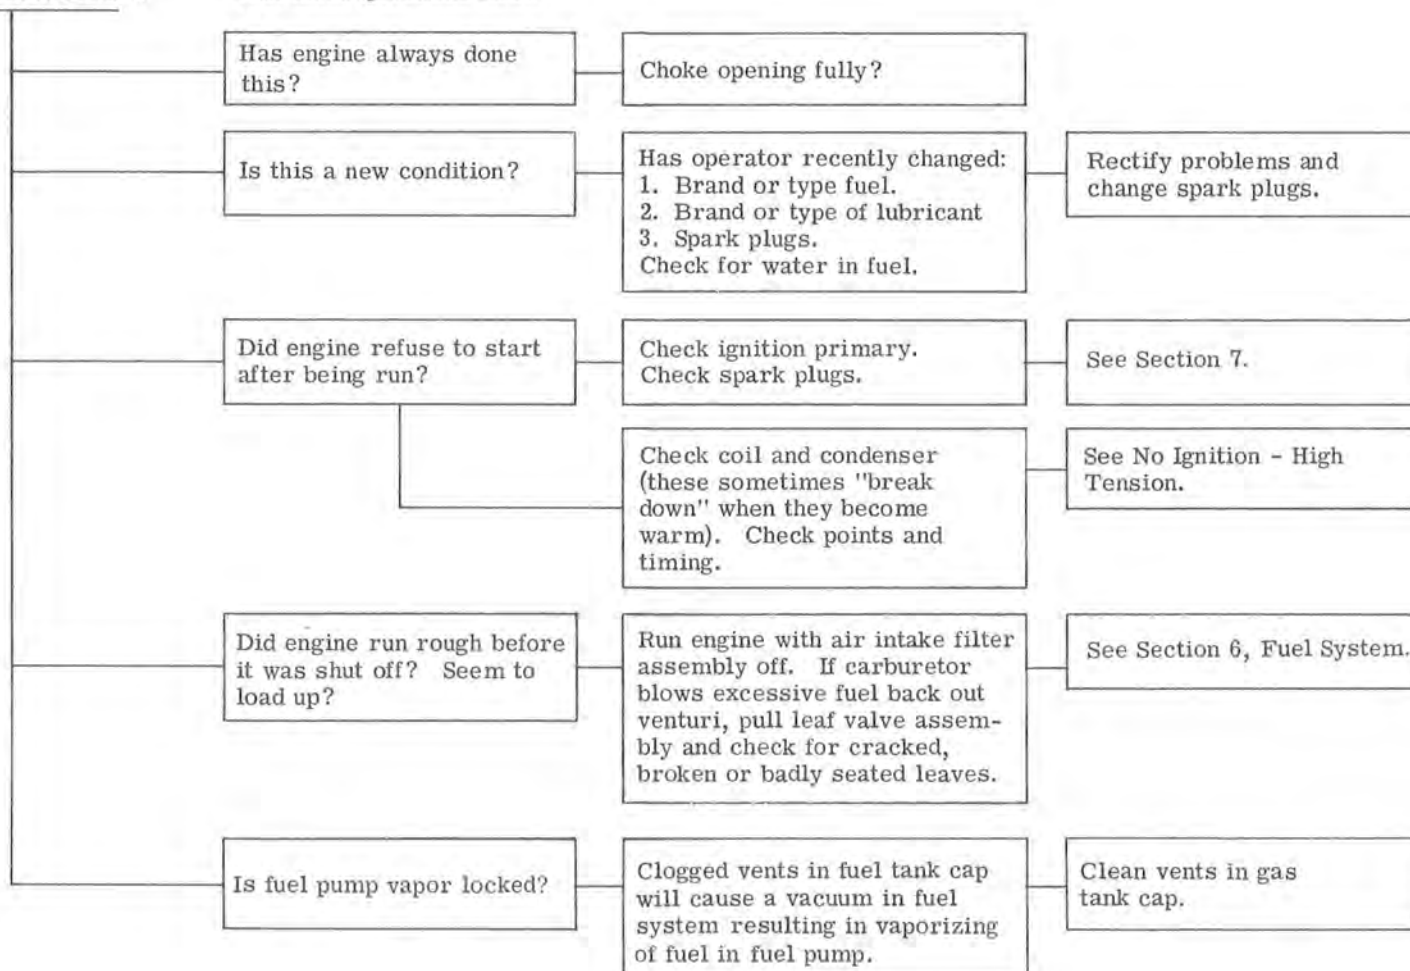 Has engine always done
this?
Choke opening fully?
Is this a new condition?
Has operator recently changed:
1. Brand or type fuel.
2. Brand or type of lubricant
3. Spark plugs.
Check for water in fuel.
Rectify problems and
change spark plugs.
Did engine refuse to start
after being run?
Check ignition primary.
Check spark plugs.
See Section 7.
Check coil and condenser
(these sometimes "break
down" when they become
warm). Check points and
timing.
See No Ignition - High
Tension.
Did engine run rough before
it was shut off? Seem to
load up?
Run engine with air intake filter
assembly off. If carburetor
blows excessive fuel back out
venturi, pull leaf valve assem-
bly and check for cracked,
broken or badly seated leaves.
See Section 6, Fuel System.
Is fuel pump vapor locked?
Clogged vents in fuel tank cap
will cause a vacuum in fuel
system resulting in vaporizing
of fuel in fuel pump.
Clean vents in gas
tank cap.